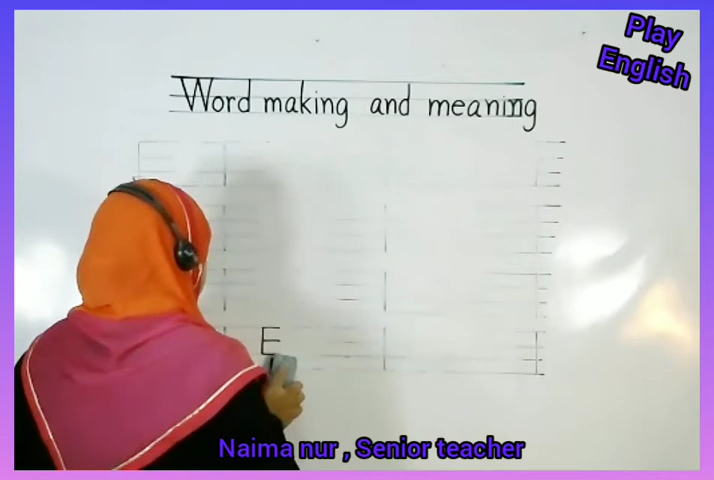 Play
English
Word making and meaning
E
Naima nur , Senior teacher